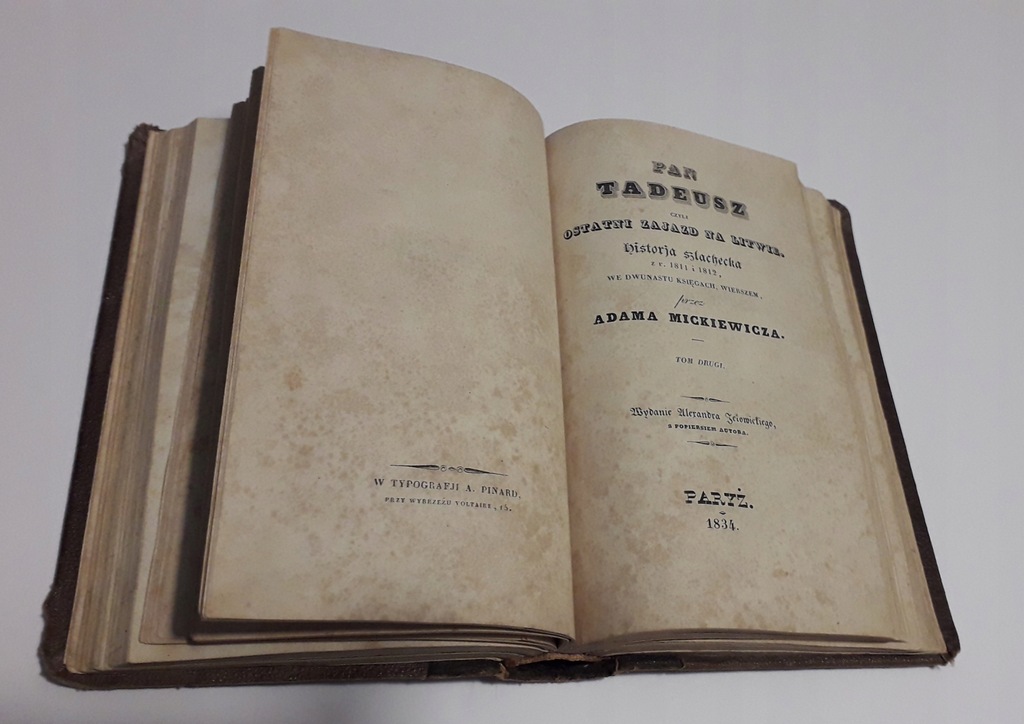 W TYPOGRAFJI A. PINARD,
PRZY WYBRZEŻU VOLTAIRE, 15.
PAN
TADEUSZ
CZYLI
OSTATNI ZAJAZD NA LITWIE.
Historja szlachecka
z r. 1811 i 1812,
WE DWUNASTU KSIĘGACH, WIERSZEM,
przez
ADAMA MICKIEWICZA.
TOM DRUGI.
Wydanie Alexandra Jełowickiego,
Z POPIERSIEM AUTORA.
PARYŻ.
1834.